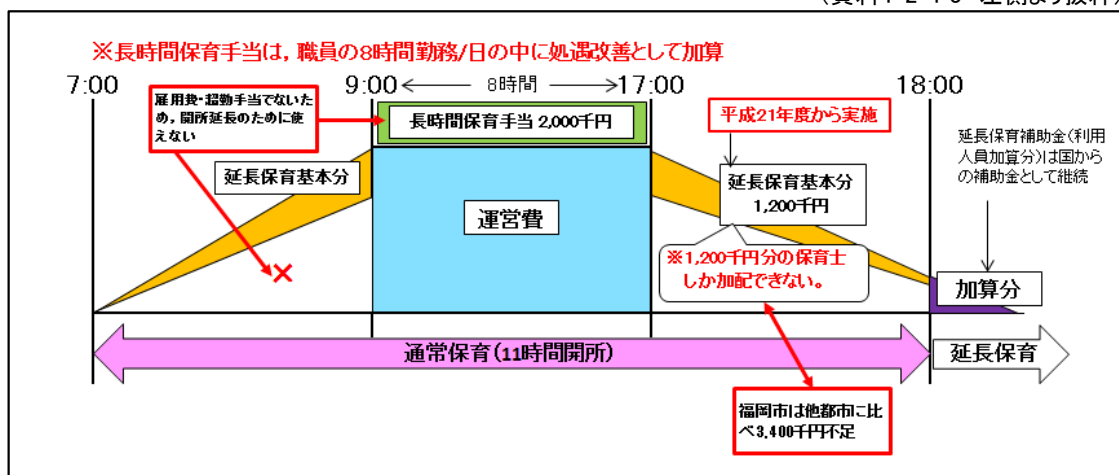 ※長時間保育手当は，職員の8時間勤務/日の中に処遇改善として加算
7:00
9:00
8時間
17:00
18:00
雇用費・超勤手当でないた
め，開所延長のために使
えない
長時間保育手当 2,000千円
平成21年度から実施
延長保育補助金(利用
人員加算分)は国から
の補助金として継続
延長保育基本分
延長保育基本分
1,200千円
運営費
※1,200千円分の保育士
しか加配できない。
加算分
通常保育(11時間開所)
延長保育
福岡市は他都市に比
べ3,400千円不足